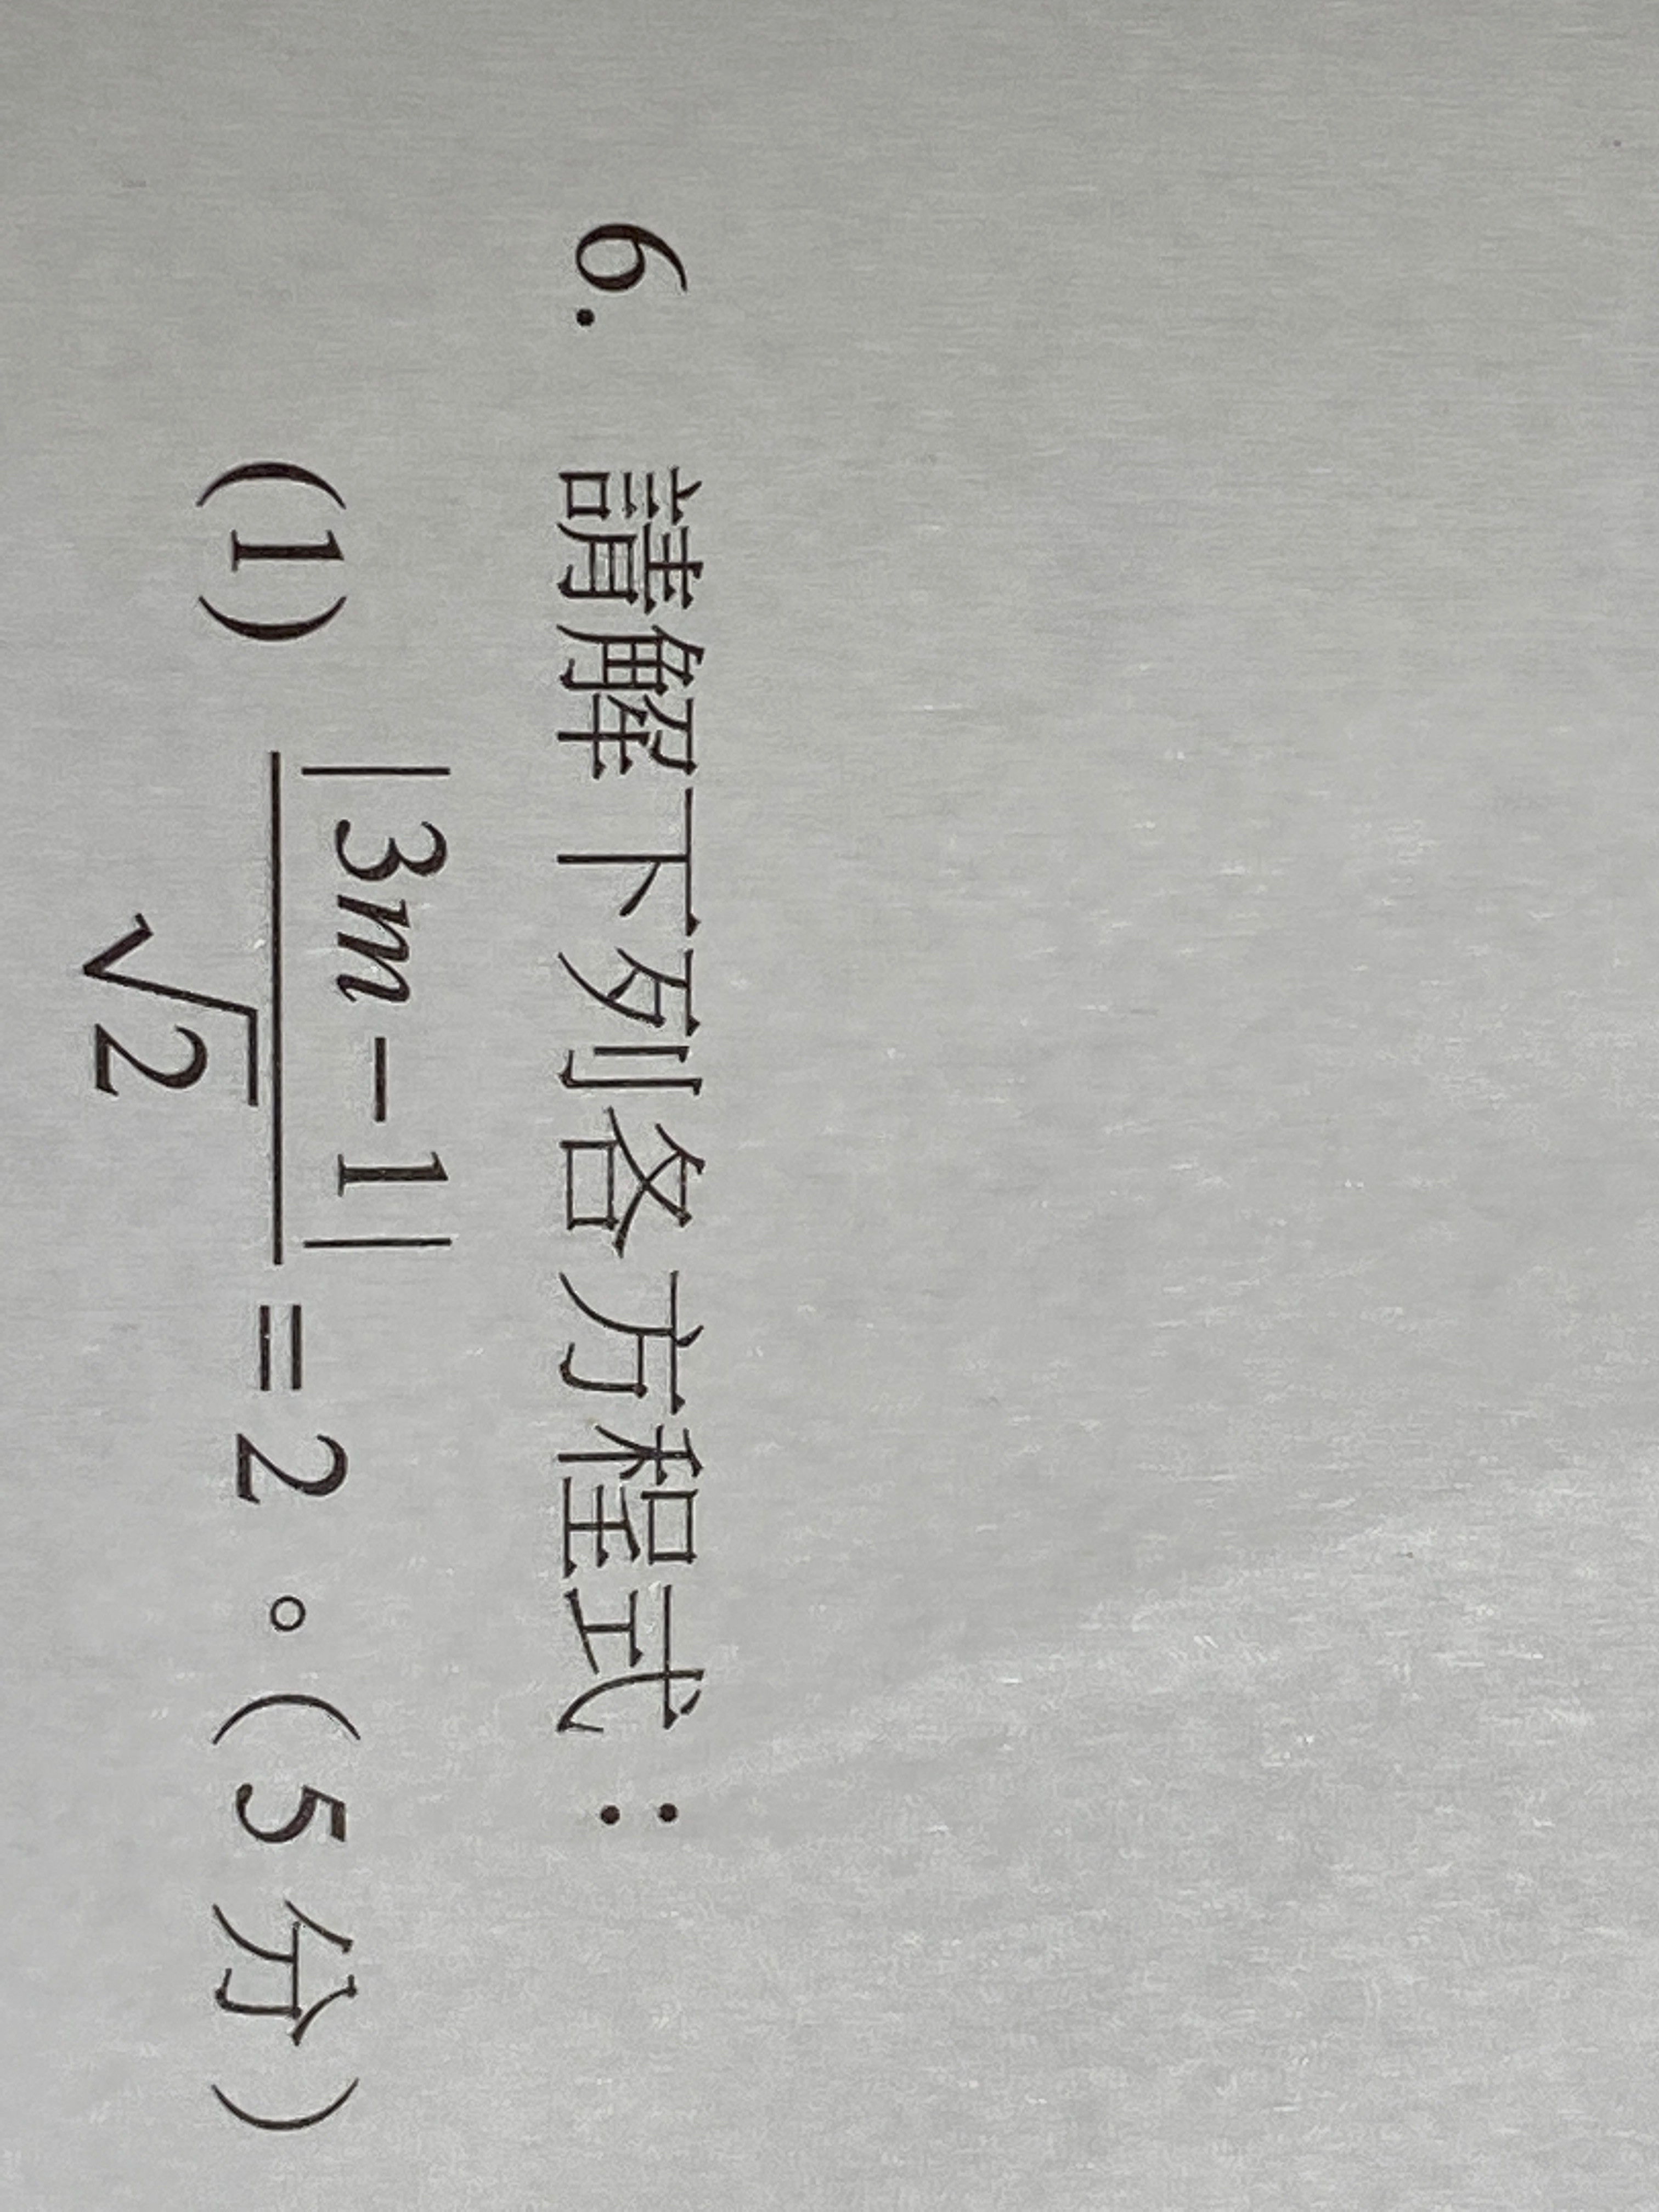 6. 請解下列各方程式：
(1) |3m−1|/√2 = 2。(5分)